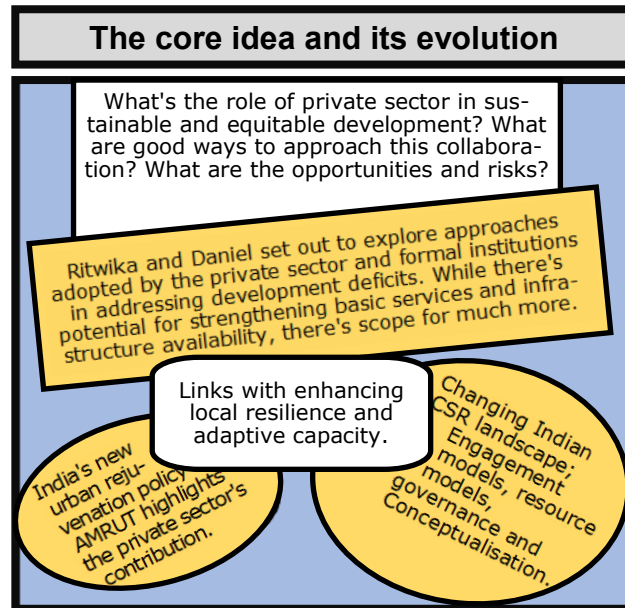 The core idea and its evolution
What's the role of private sector in sus-
tainable and equitable development? What
are good ways to approach this collabora-
tion? What are the opportunities and risks?
Ritwika and Daniel set out to explore approaches
adopted by the private sector and formal institutions
in addressing development deficits. While there's
potential for strengthening basic services and infra-
structure availability, there's scope for much more.
Links with enhancing
local resilience and
adaptive capacity.
India's new
urban reju-
venation policy
AMRUT highlights
the private sector's
contribution.
Changing Indian
CSR landscape;
Engagement
models, resource
models,
governance and
Conceptualisation.